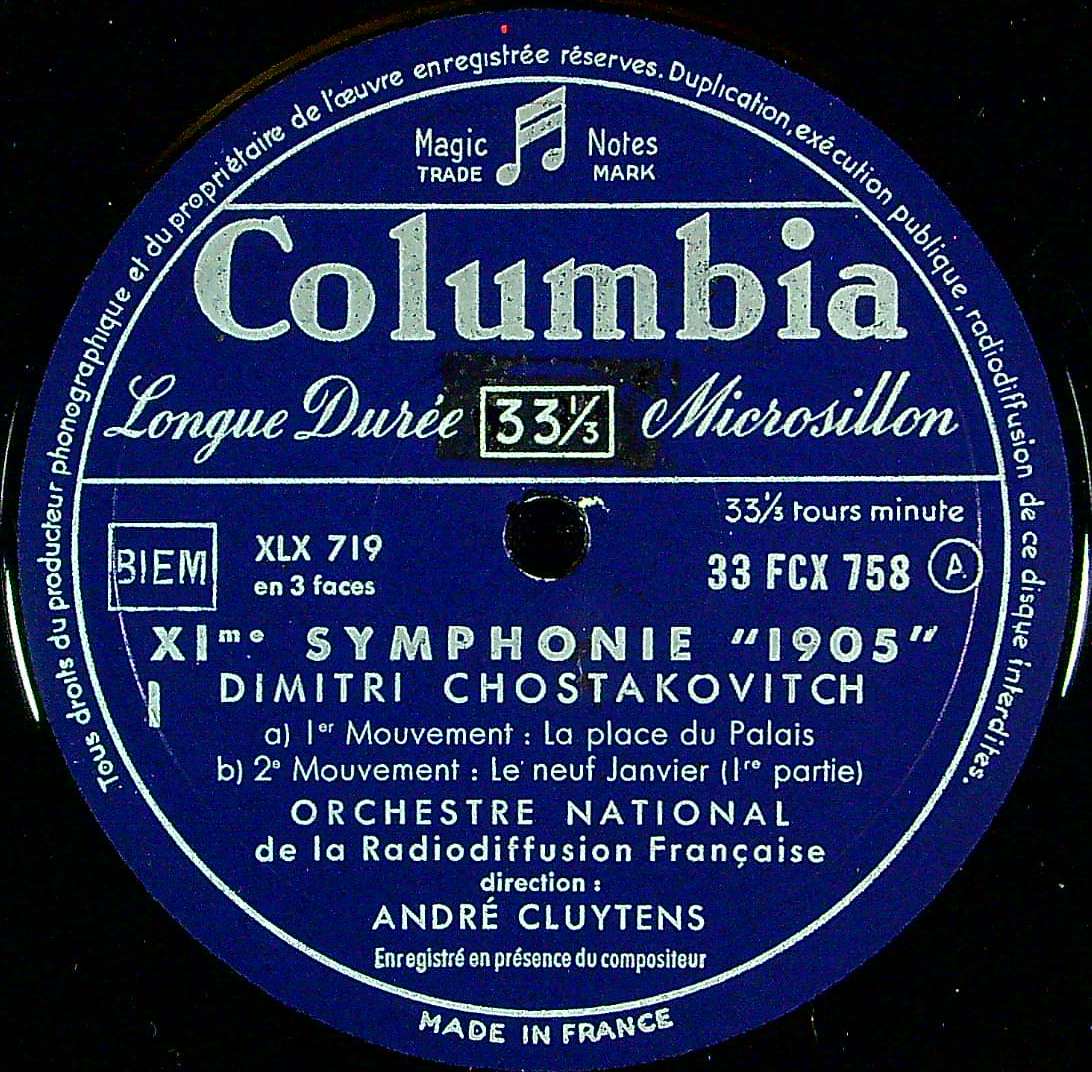 Tous droits du producteur phonographique et du propriétaire de l'œuvre enregistrée réservés. Duplication, exécution publique, radiodiffusion de ce disque interdites.
Magic Notes
TRADE MARK
Columbia
Longue Durée 33⅓ Microsillon
33⅓ tours minute
BIEM XLX 719 33 FCX 758 A
en 3 faces
XIme SYMPHONIE "1905"
I DIMITRI CHOSTAKOVITCH
a) Ier Mouvement : La place du Palais
b) 2e Mouvement : Le neuf Janvier (Ire partie)
ORCHESTRE NATIONAL
de la Radiodiffusion Française
direction :
ANDRÉ CLUYTENS
Enregistré en présence du compositeur
MADE IN FRANCE